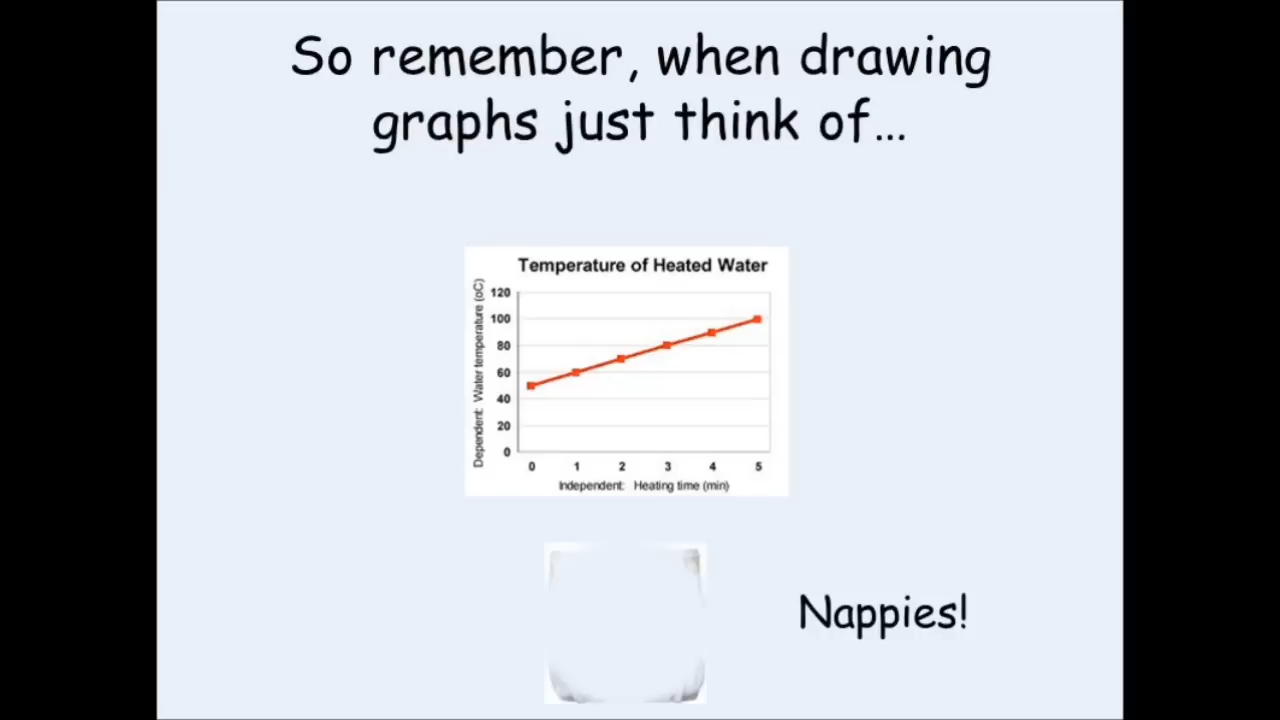 So remember, when drawing
graphs just think of…
Temperature of Heated Water
Dependent: Water temperature (oC)
120
100
80
60
40
20
0
0 1 2 3 4 5
Independent: Heating time (min)
Nappies!